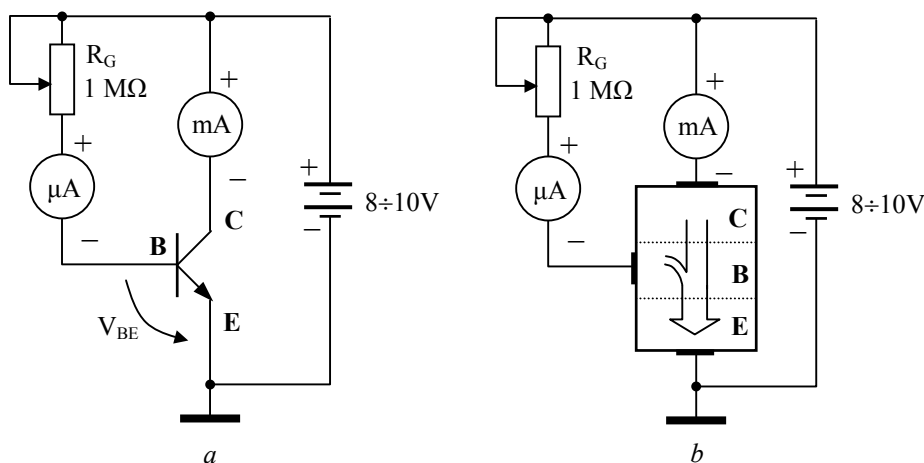 R_G
1 MΩ
+
+
mA
μA
−
−
C
B
E
V_BE
+
−
8÷10V
a
R_G
1 MΩ
+
+
mA
μA
−
−
C
B
E
+
−
8÷10V
b